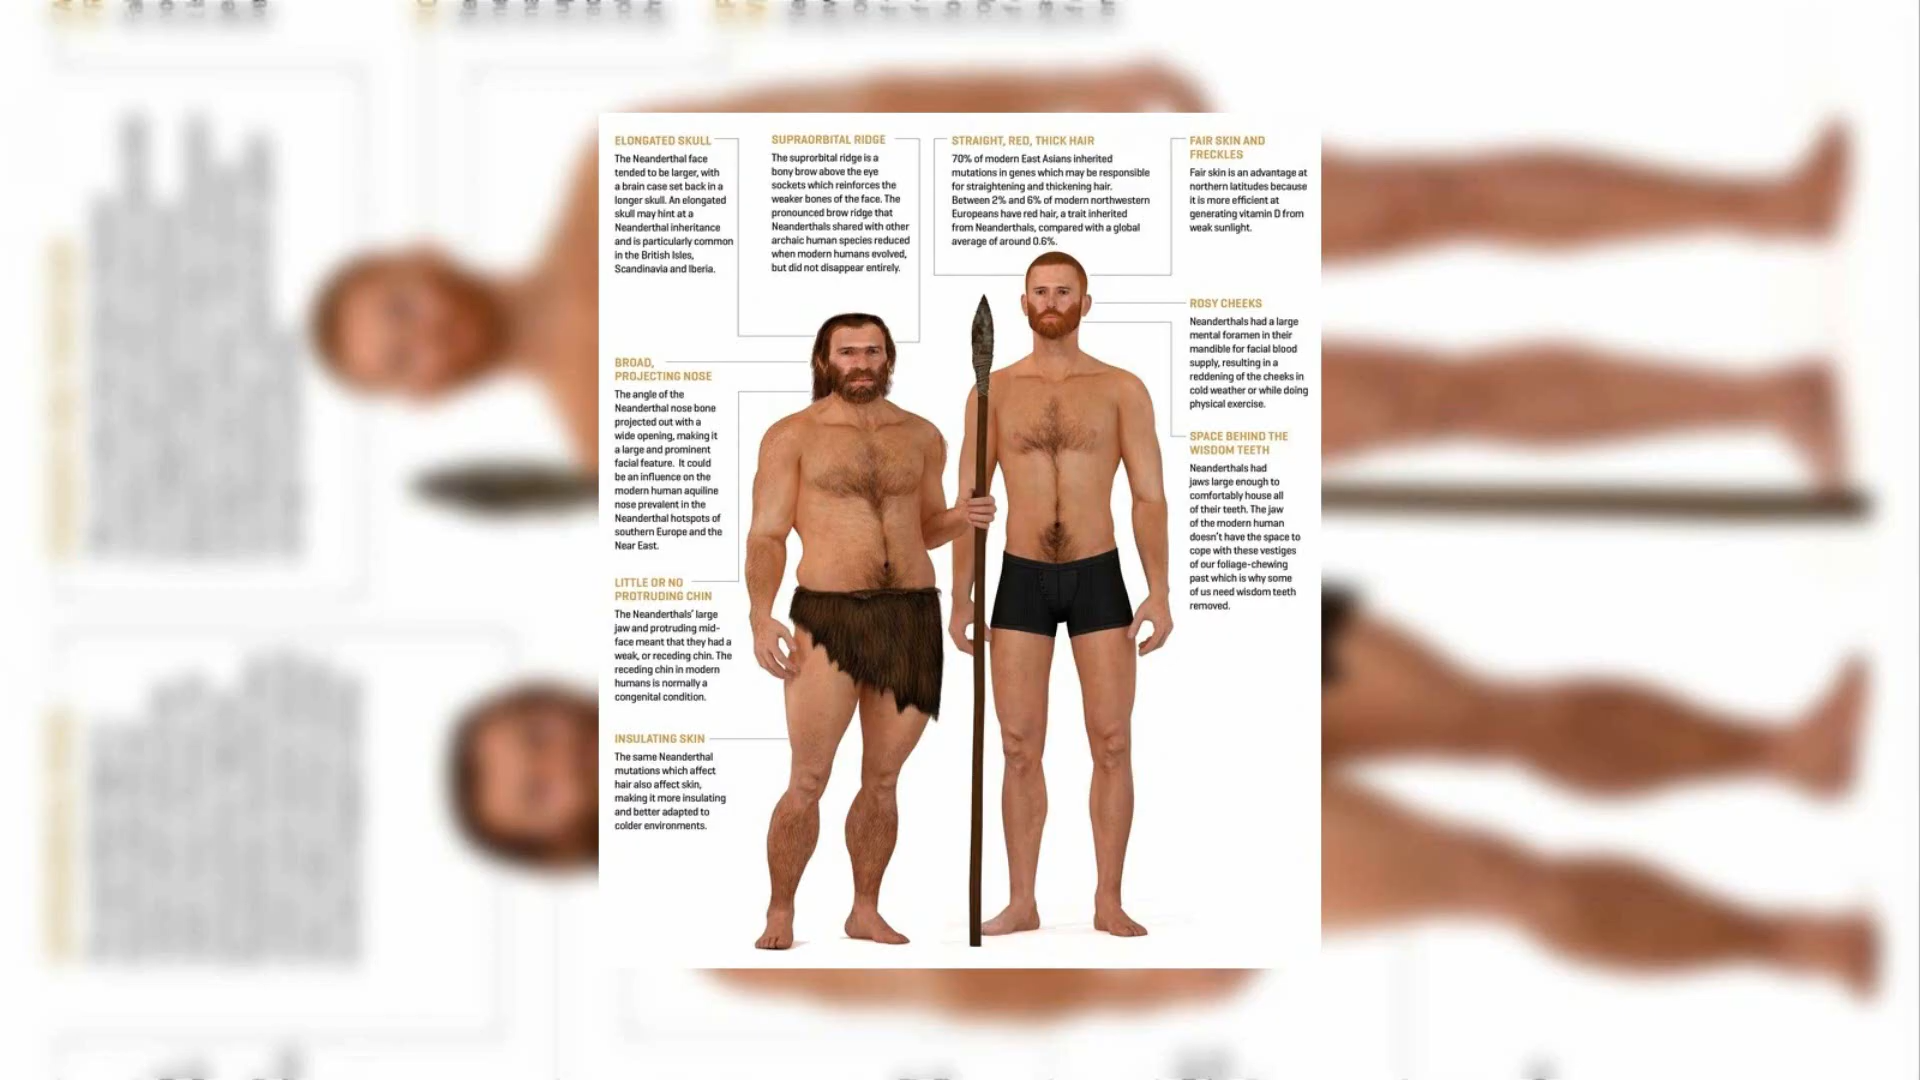 ELONGATED SKULL
The Neanderthal face
tended to be larger, with
a brain case set back in a
longer skull. An elongated
skull may hint at a
Neanderthal inheritance
and is particularly common
in the British Isles,
Scandinavia and Iberia.
SUPRAORBITAL RIDGE
The suprorbital ridge is a
bony brow above the eye
sockets which reinforces the
weaker bones of the face. The
pronounced brow ridge that
Neanderthals shared with other
archaic human species reduced
when modern humans evolved,
but did not disappear entirely.
STRAIGHT, RED, THICK HAIR
70% of modern East Asians inherited
mutations in genes which may be responsible
for straightening and thickening hair.
Between 2% and 6% of modern northwestern
Europeans have red hair, a trait inherited
from Neanderthals, compared with a global
average of around 0.6%.
FAIR SKIN AND
FRECKLES
Fair skin is an advantage at
northern latitudes because
it is more efficient at
generating vitamin D from
weak sunlight.
BROAD,
PROJECTING NOSE
The angle of the
Neanderthal nose bone
projected out with a
wide opening, making it
a large and prominent
facial feature. It could
be an influence on the
modern human aquiline
nose prevalent in the
Neanderthal hotspots of
southern Europe and the
Near East.
LITTLE OR NO
PROTRUDING CHIN
The Neanderthals' large
jaw and protruding mid-
face meant that they had a
weak, or receding chin. The
receding chin in modern
humans is normally a
congenital condition.
INSULATING SKIN
The same Neanderthal
mutations which affect
hair also affect skin,
making it more insulating
and better adapted to
colder environments.
ROSY CHEEKS
Neanderthals had a large
mental foramen in their
mandible for facial blood
supply, resulting in a
reddening of the cheeks in
cold weather or while doing
physical exercise.
SPACE BEHIND THE
WISDOM TEETH
Neanderthals had
jaws large enough to
comfortably house all
of their teeth. The jaw
of the modern human
doesn't have the space to
cope with these vestiges
of our foliage-chewing
past which is why some
of us need wisdom teeth
removed.